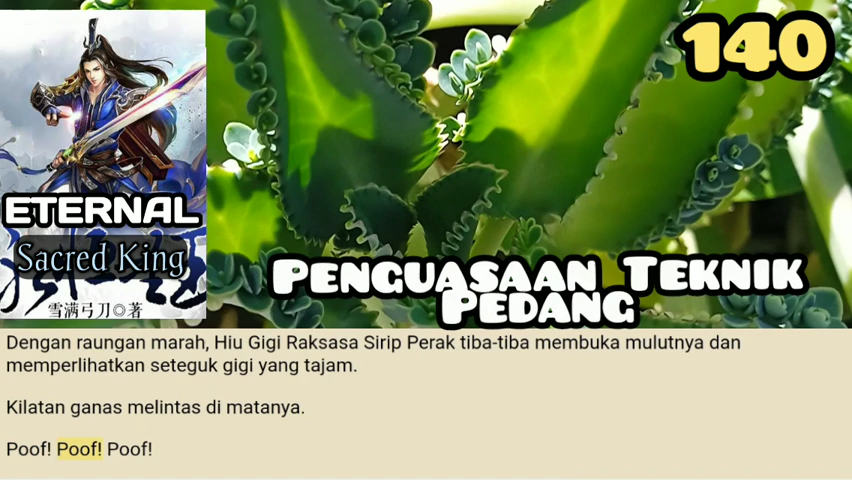 140
ETERNAL
Sacred King
雪满弓刀◎著
PENGUASAAN TEKNIK
PEDANG
Dengan raungan marah, Hiu Gigi Raksasa Sirip Perak tiba-tiba membuka mulutnya dan
memperlihatkan seteguk gigi yang tajam.
Kilatan ganas melintas di matanya.
Poof! Poof! Poof!